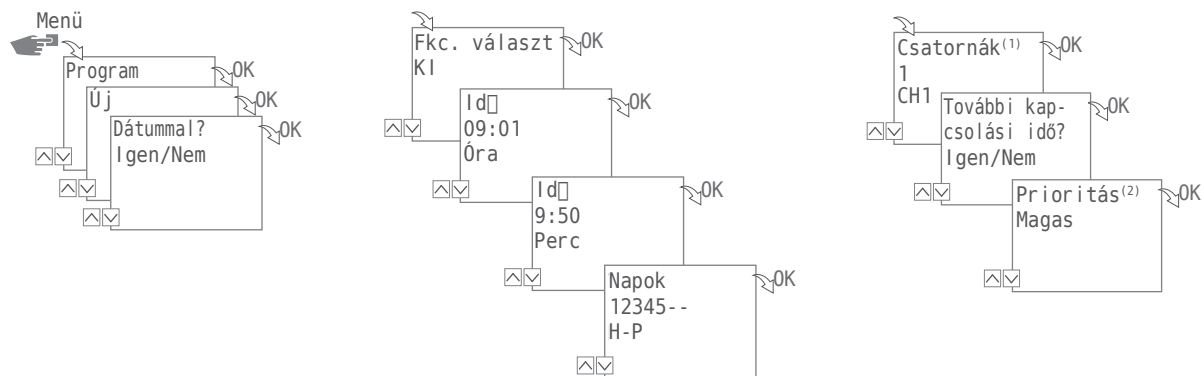 Menü
Program
OK
Új
OK
Dátummal?
OK
Igen/Nem
Fkc. választ
OK
KI
Id▯
OK
09:01
Óra
Id▯
OK
9:50
Perc
Napok
OK
12345--
H-P
Csatornák(1)
OK
1
CH1
További kap-
csolási idő?
OK
Igen/Nem
Prioritás(2)
OK
Magas